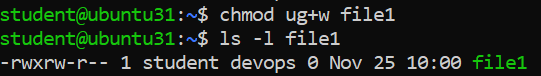 student@ubuntu31:~$ chmod ug+w file1
student@ubuntu31:~$ ls -l file1
-rwxrw-r-- 1 student devops 0 Nov 25 10:00 file1